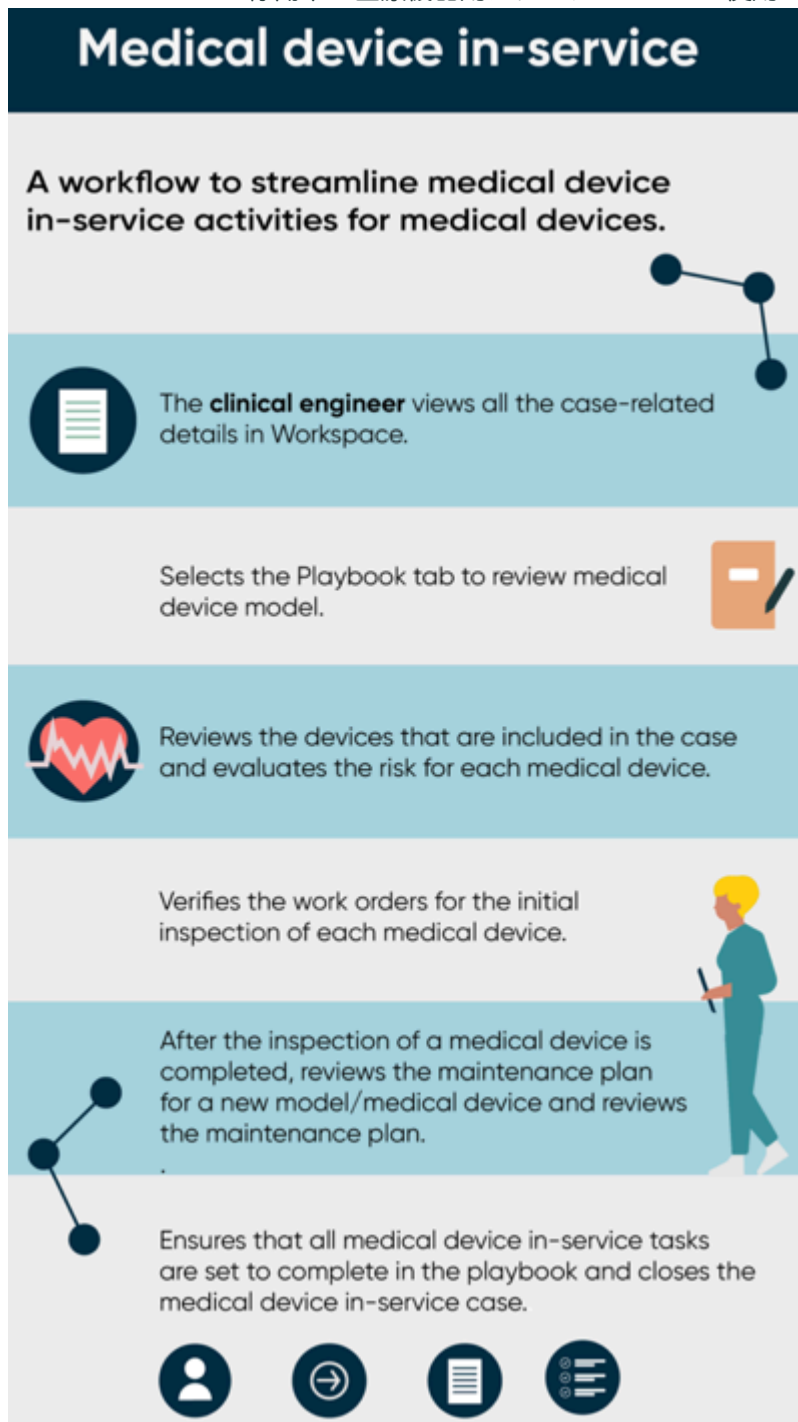 Medical device in-service
A workflow to streamline medical device
in-service activities for medical devices.
The clinical engineer views all the case-related
details in Workspace.
Selects the Playbook tab to review medical
device model.
Reviews the devices that are included in the case
and evaluates the risk for each medical device.
Verifies the work orders for the initial
inspection of each medical device.
After the inspection of a medical device is
completed, reviews the maintenance plan
for a new model/medical device and reviews
the maintenance plan.
.
Ensures that all medical device in-service tasks
are set to complete in the playbook and closes the
medical device in-service case.